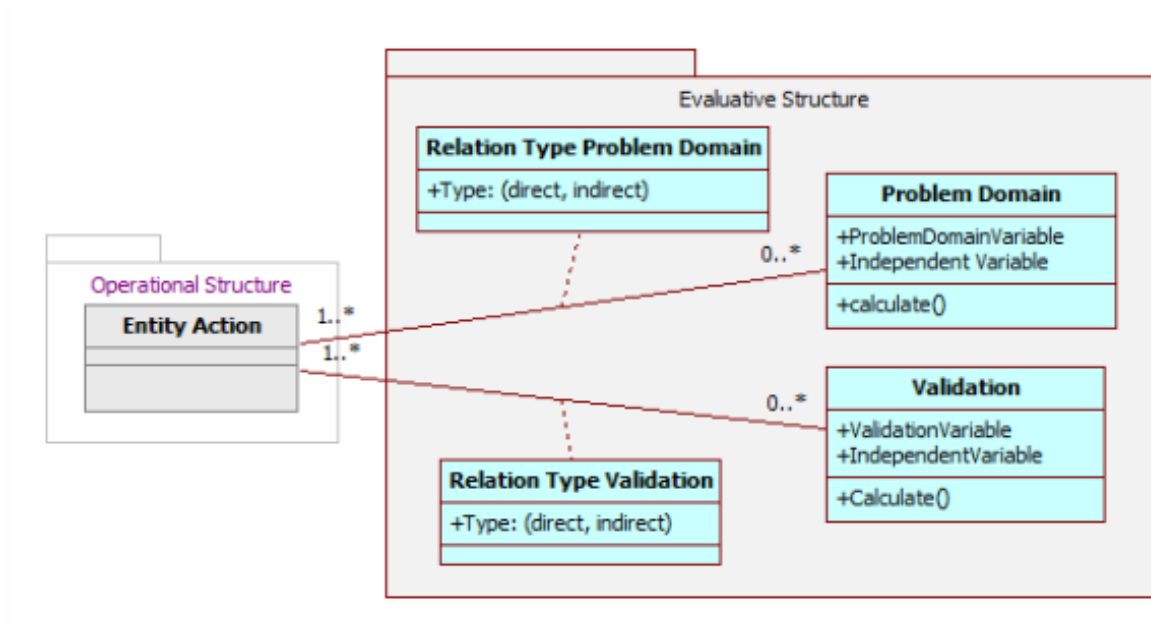 Evaluative Structure
Relation Type Problem Domain
+Type: (direct, indirect)
Problem Domain
+ProblemDomainVariable
+Independent Variable
+calculate()
0..*
Operational Structure
Entity Action
1..*
1..*
0..*
Validation
+ValidationVariable
+IndependentVariable
+Calculate()
Relation Type Validation
+Type: (direct, indirect)